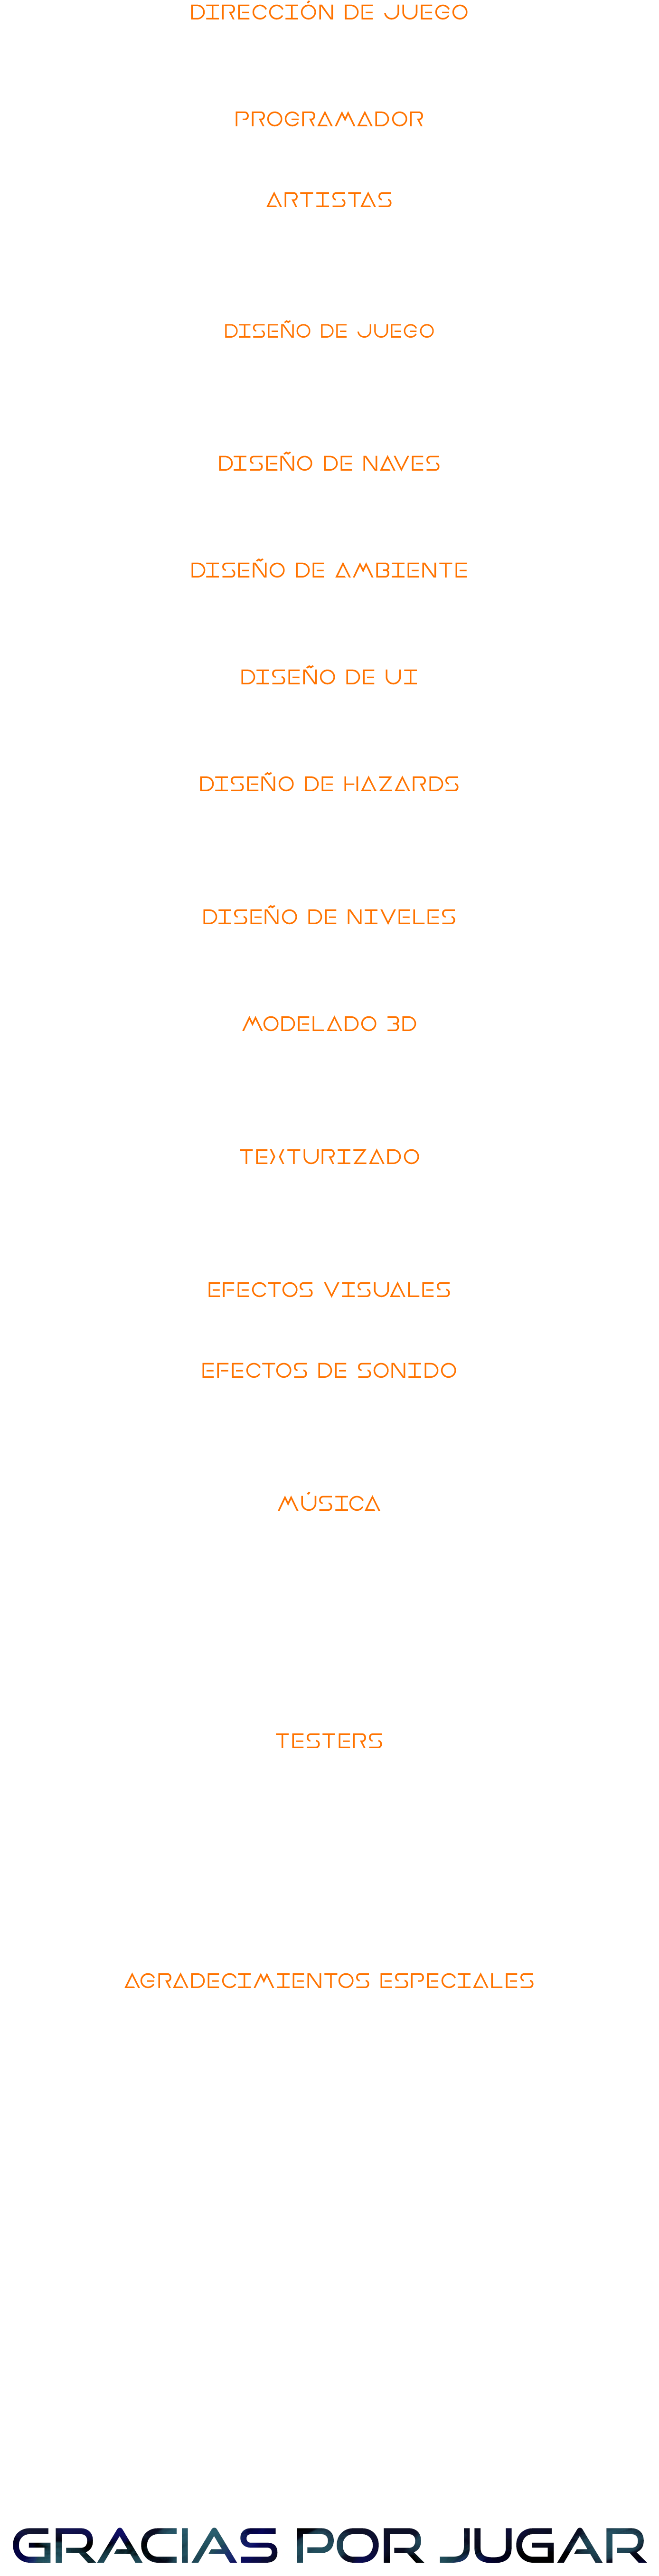 DIRECCIÓN DE JUEGO
PROGRAMADOR
ARTISTAS
DISEÑO DE JUEGO
DISEÑO DE NAVES
DISEÑO DE AMBIENTE
DISEÑO DE UI
DISEÑO DE HAZARDS
DISEÑO DE NIVELES
MODELADO 3D
TEXTURIZADO
EFECTOS VISUALES
EFECTOS DE SONIDO
MÚSICA
TESTERS
AGRADECIMIENTOS ESPECIALES
GRACIAS POR JUGAR